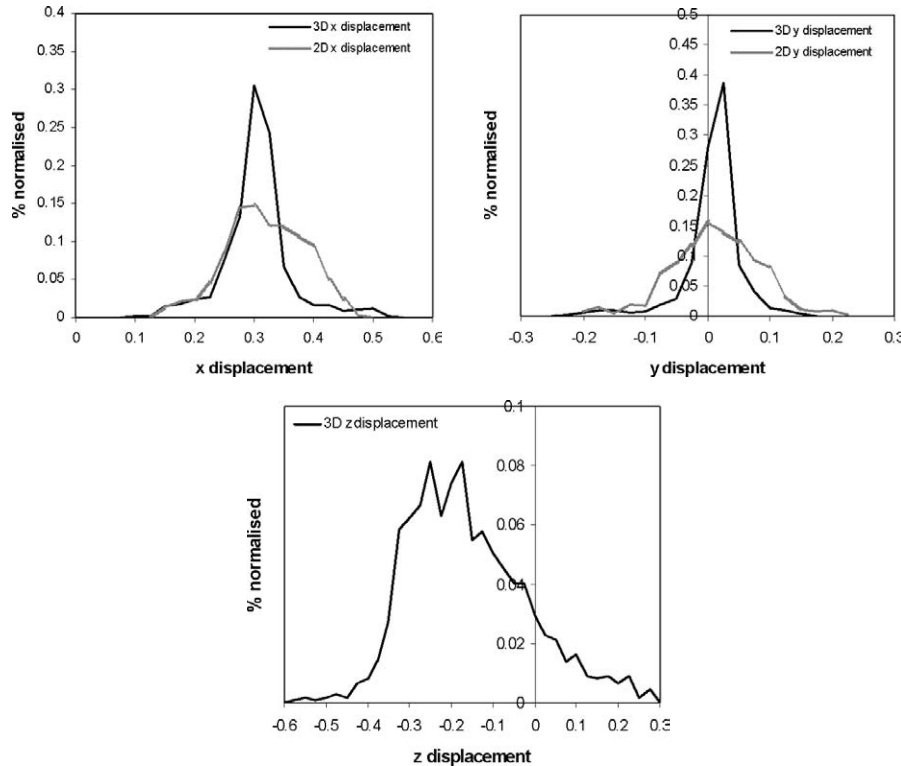 0.4
3D x displacement
2D x displacement
0.35
0.3
0.25
0.2
0.15
0.1
0.05
0
% normalised
0 0.1 0.2 0.3 0.4 0.5 0.6
x displacement
0.5
3D y displacement
2D y displacement
0.45
0.4
0.35
0.3
0.25
0.2
0.15
0.1
0.05
0
% normalised
-0.3 -0.2 -0.1 0 0.1 0.2 0.3
y displacement
0.1
3D z displacement
0.08
0.06
0.04
0.02
0
% normalised
-0.6 -0.5 -0.4 -0.3 -0.2 -0.1 0 0.1 0.2 0.3
z displacement